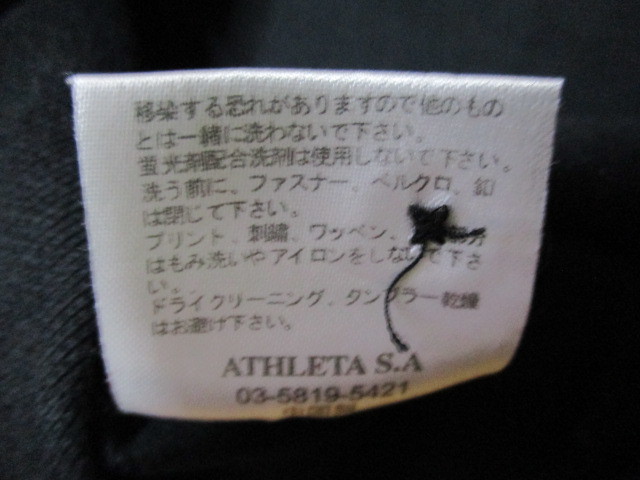 移染する恐れがありますので他のもの
とは一緒に洗わないで下さい。
蛍光剤配合洗剤は使用しないで下さい。
洗う前に、ファスナー、ベルクロ、釦
は閉じて下さい。
プリント、刺繍、ワッペン、部分
はもみ洗いやアイロンをしないで下さ
い。
ドライクリーニング、タンブラー乾燥
はお避け下さい。
ATHLETA S.A
03-5819-5421
中国製